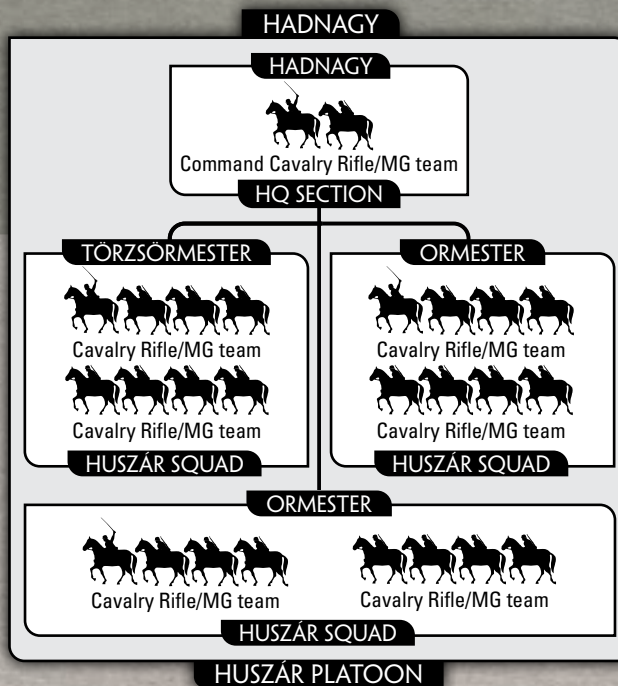 HADNAGY
HADNAGY
Command Cavalry Rifle/MG team
HQ SECTION
TÖRZSÖRMESTER
Cavalry Rifle/MG team
Cavalry Rifle/MG team
HUSZÁR SQUAD
ORMESTER
Cavalry Rifle/MG team
Cavalry Rifle/MG team
HUSZÁR SQUAD
ORMESTER
Cavalry Rifle/MG team
Cavalry Rifle/MG team
HUSZÁR SQUAD
HUSZÁR PLATOON